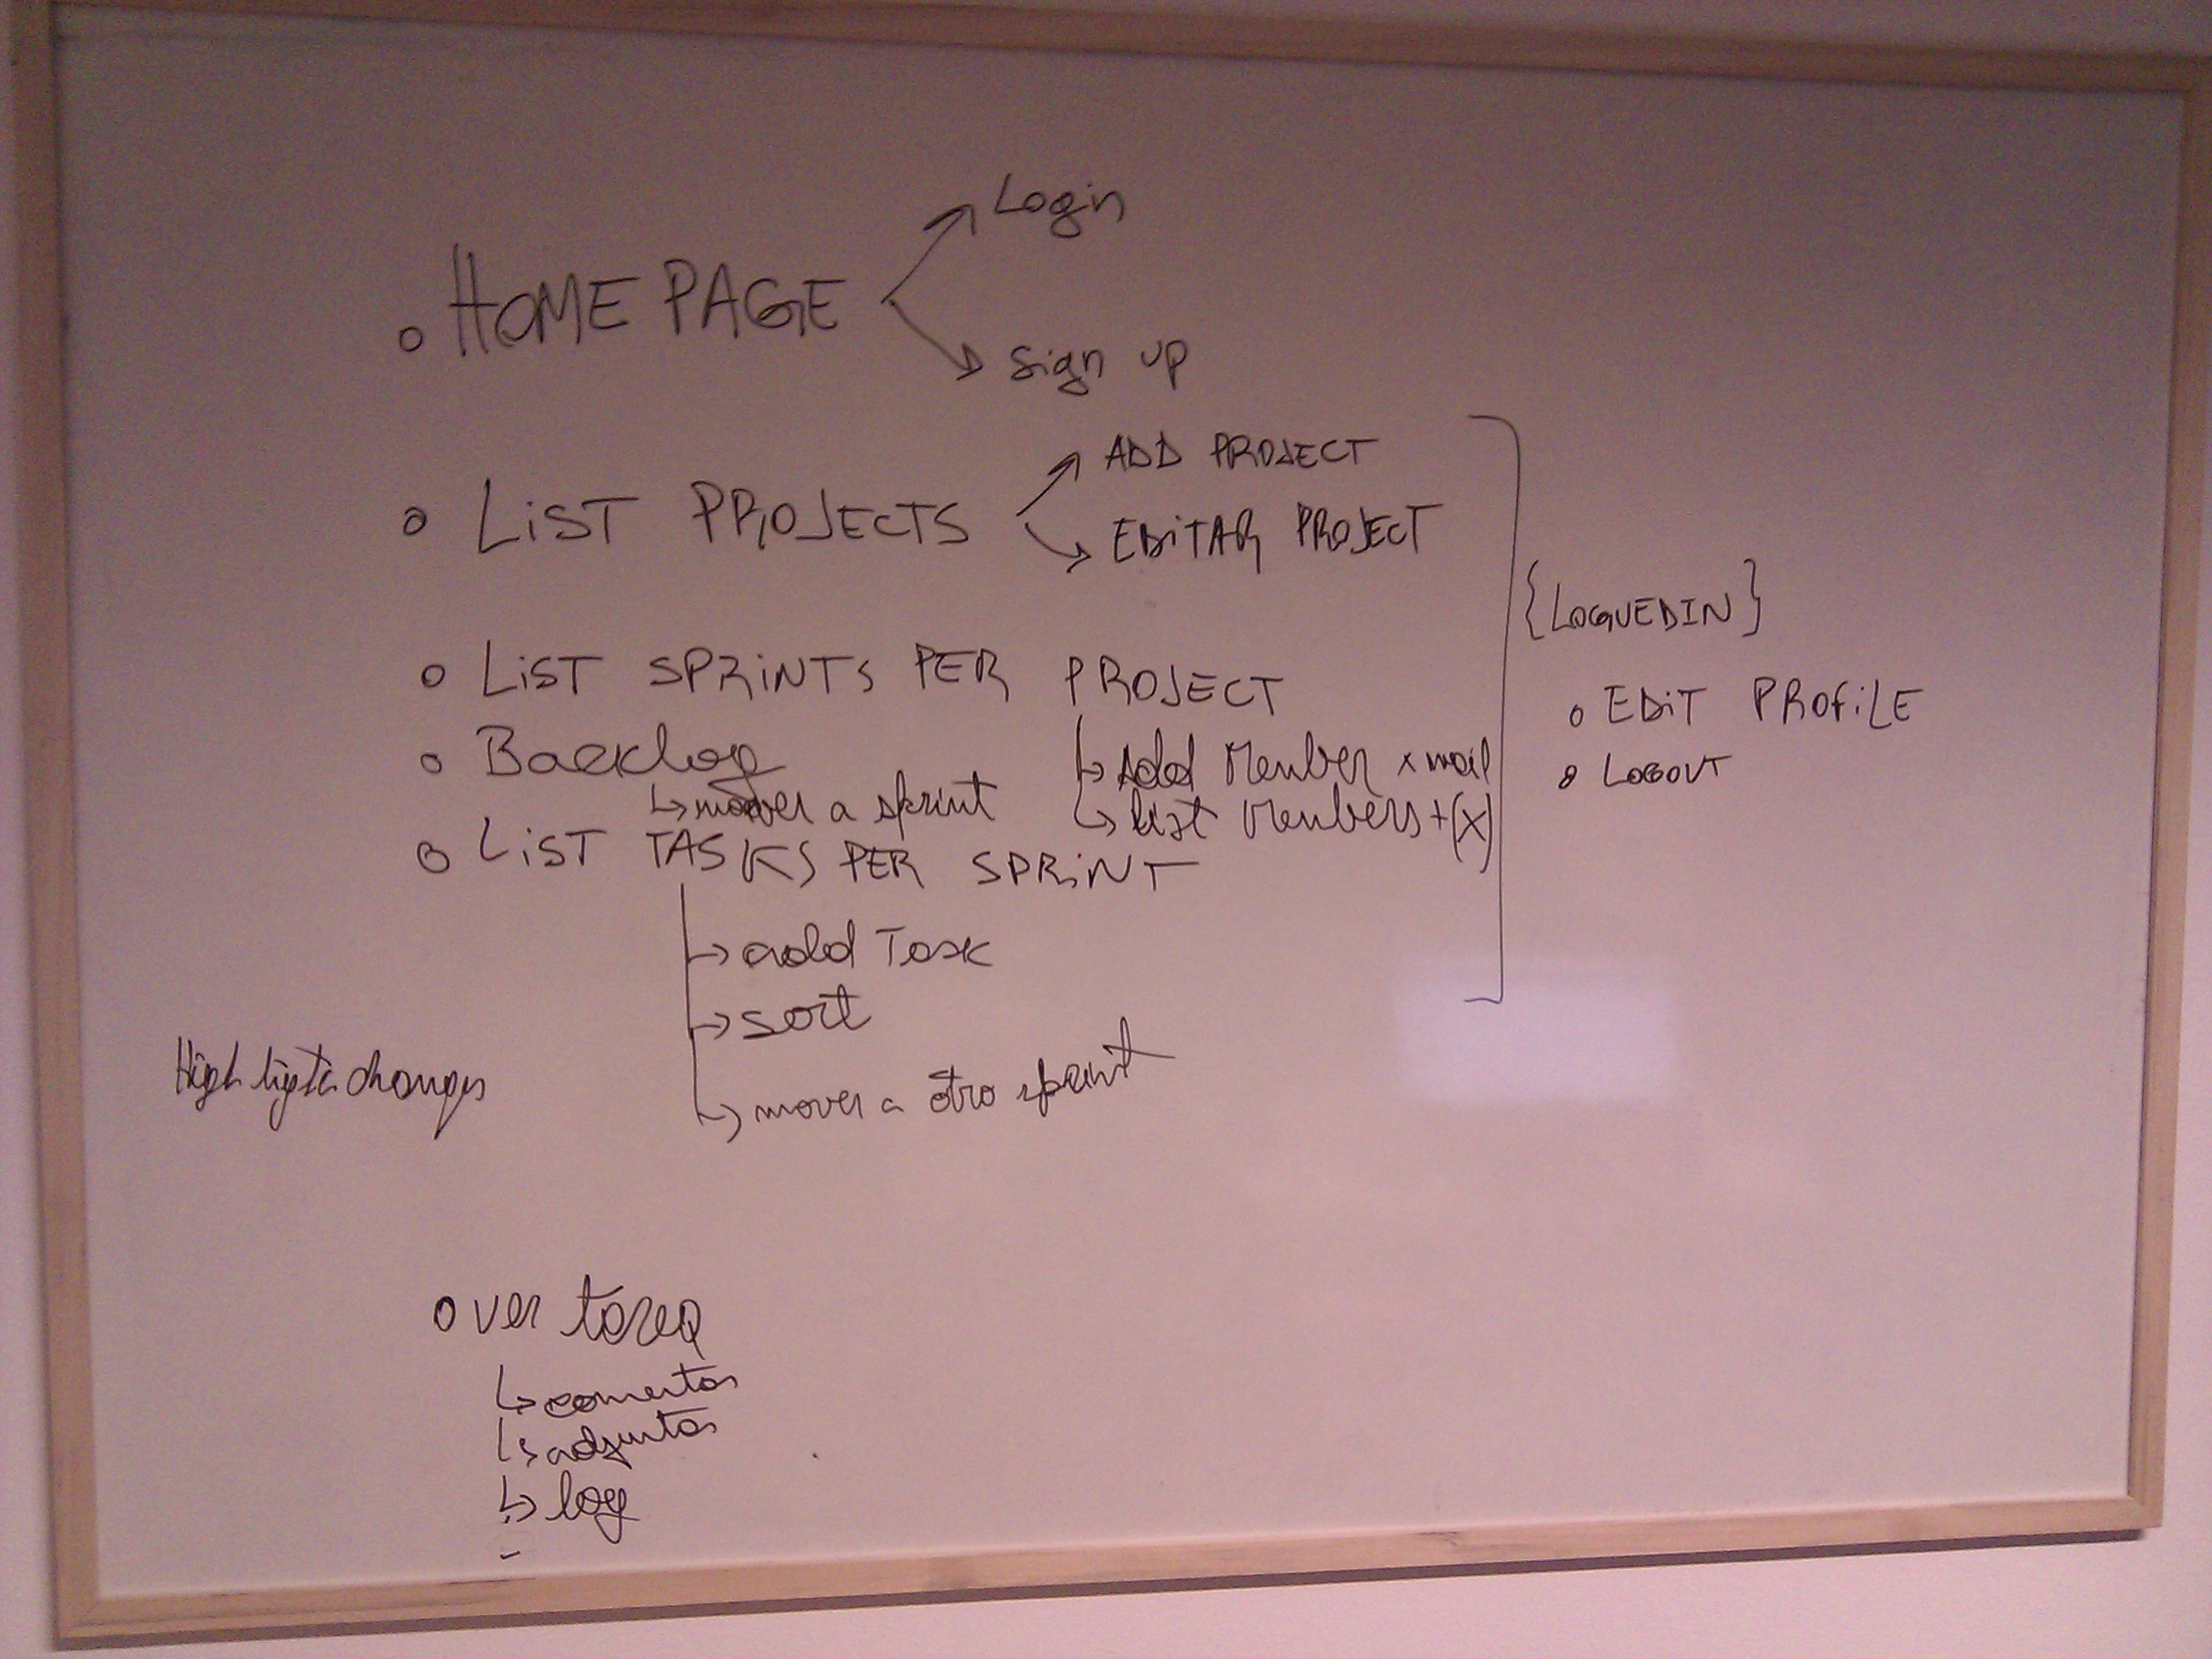 Login
HOME PAGE
Sign up
ADD PROJECT
LiST PROJECTS
EDiTAR PROJECT
{LOGUEDIN}
LiST SPRiNTS PER PROJECT
EDiT PROFiLE
Backlog
Add Member x mail
LOGOUT
mover a sprint
list Members + (x)
LiST TASKS PER SPRiNT
add Task
sort
High light changes
mover a otro sprint
ver tarea
adjuntos
log